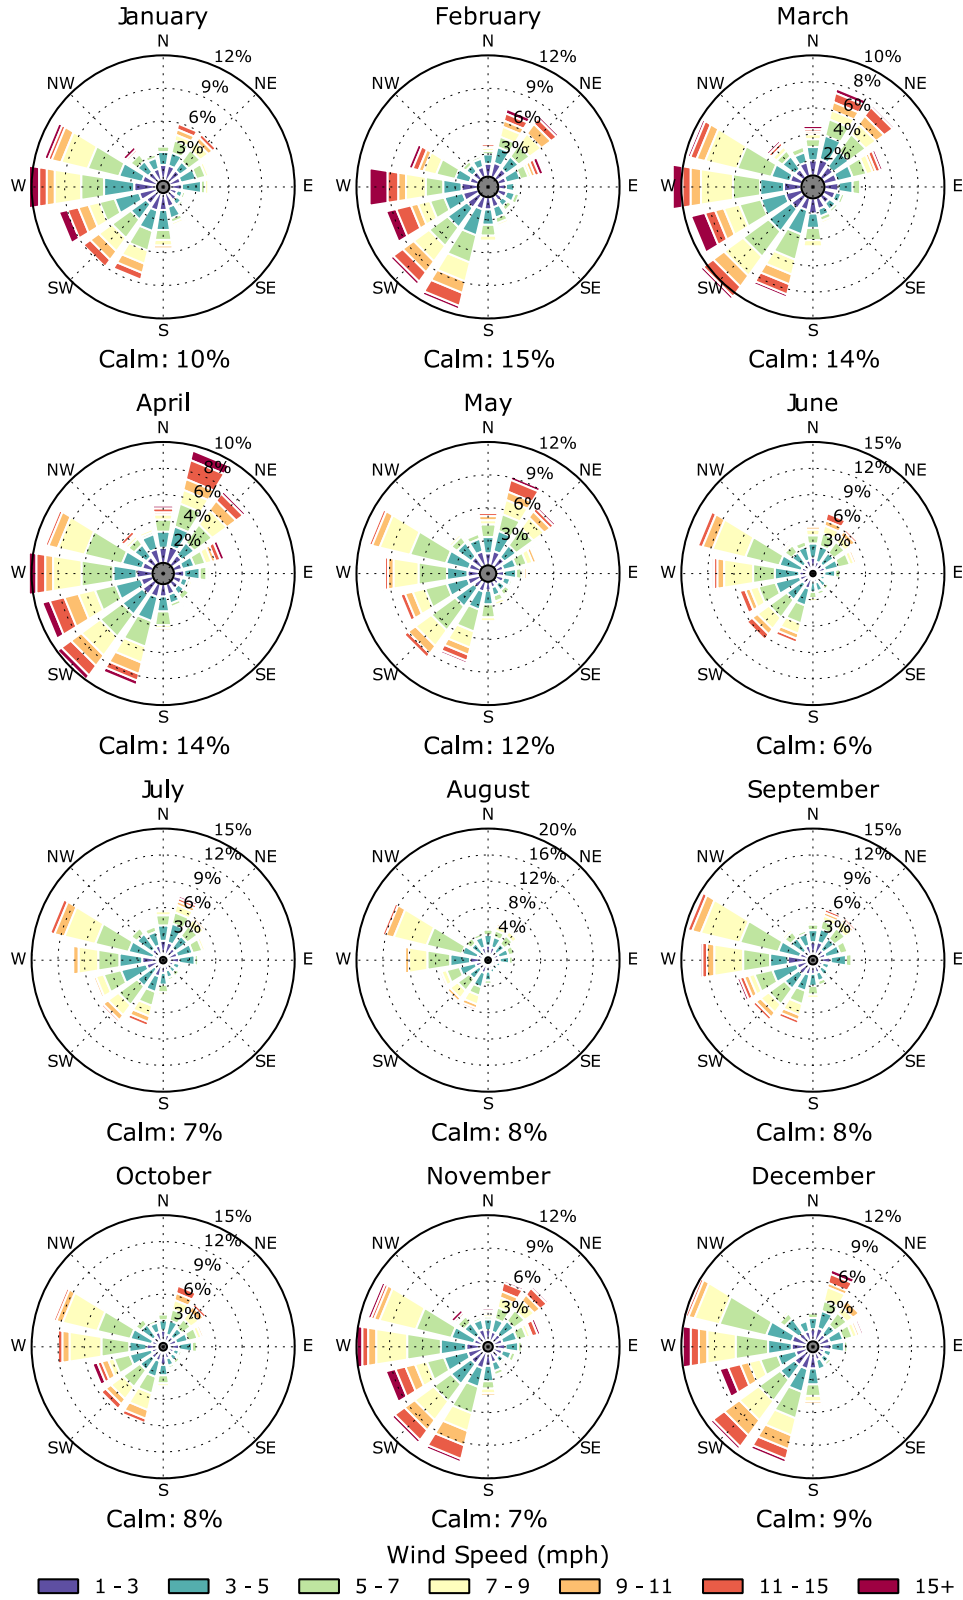 January February March
N N N
12% 12% 10%
NW NE NW NE NW NE
9% 9% 8%
6% 6% 6%
3% 3% 4%
2%
W E W E W E
SW SE SW SE SW SE
S S S
Calm: 10% Calm: 15% Calm: 14%
April May June
N N N
10% 12% 15%
NW NE NW NE NW NE
8% 9% 12%
6% 6% 9%
4% 3% 6%
2% 3%
W E W E W E
SW SE SW SE SW SE
S S S
Calm: 14% Calm: 12% Calm: 6%
July August September
N N N
15% 20% 15%
NW NE NW NE NW NE
12% 16% 12%
9% 12% 9%
6% 8% 6%
3% 4% 3%
W E W E W E
SW SE SW SE SW SE
S S S
Calm: 7% Calm: 8% Calm: 8%
October November December
N N N
15% 12% 12%
NW NE NW NE NW NE
12% 9% 9%
9% 6% 6%
6% 3% 3%
3%
W E W E W E
SW SE SW SE SW SE
S S S
Calm: 8% Calm: 7% Calm: 9%
Wind Speed (mph)
1 - 3 3 - 5 5 - 7 7 - 9 9 - 11 11 - 15 15+